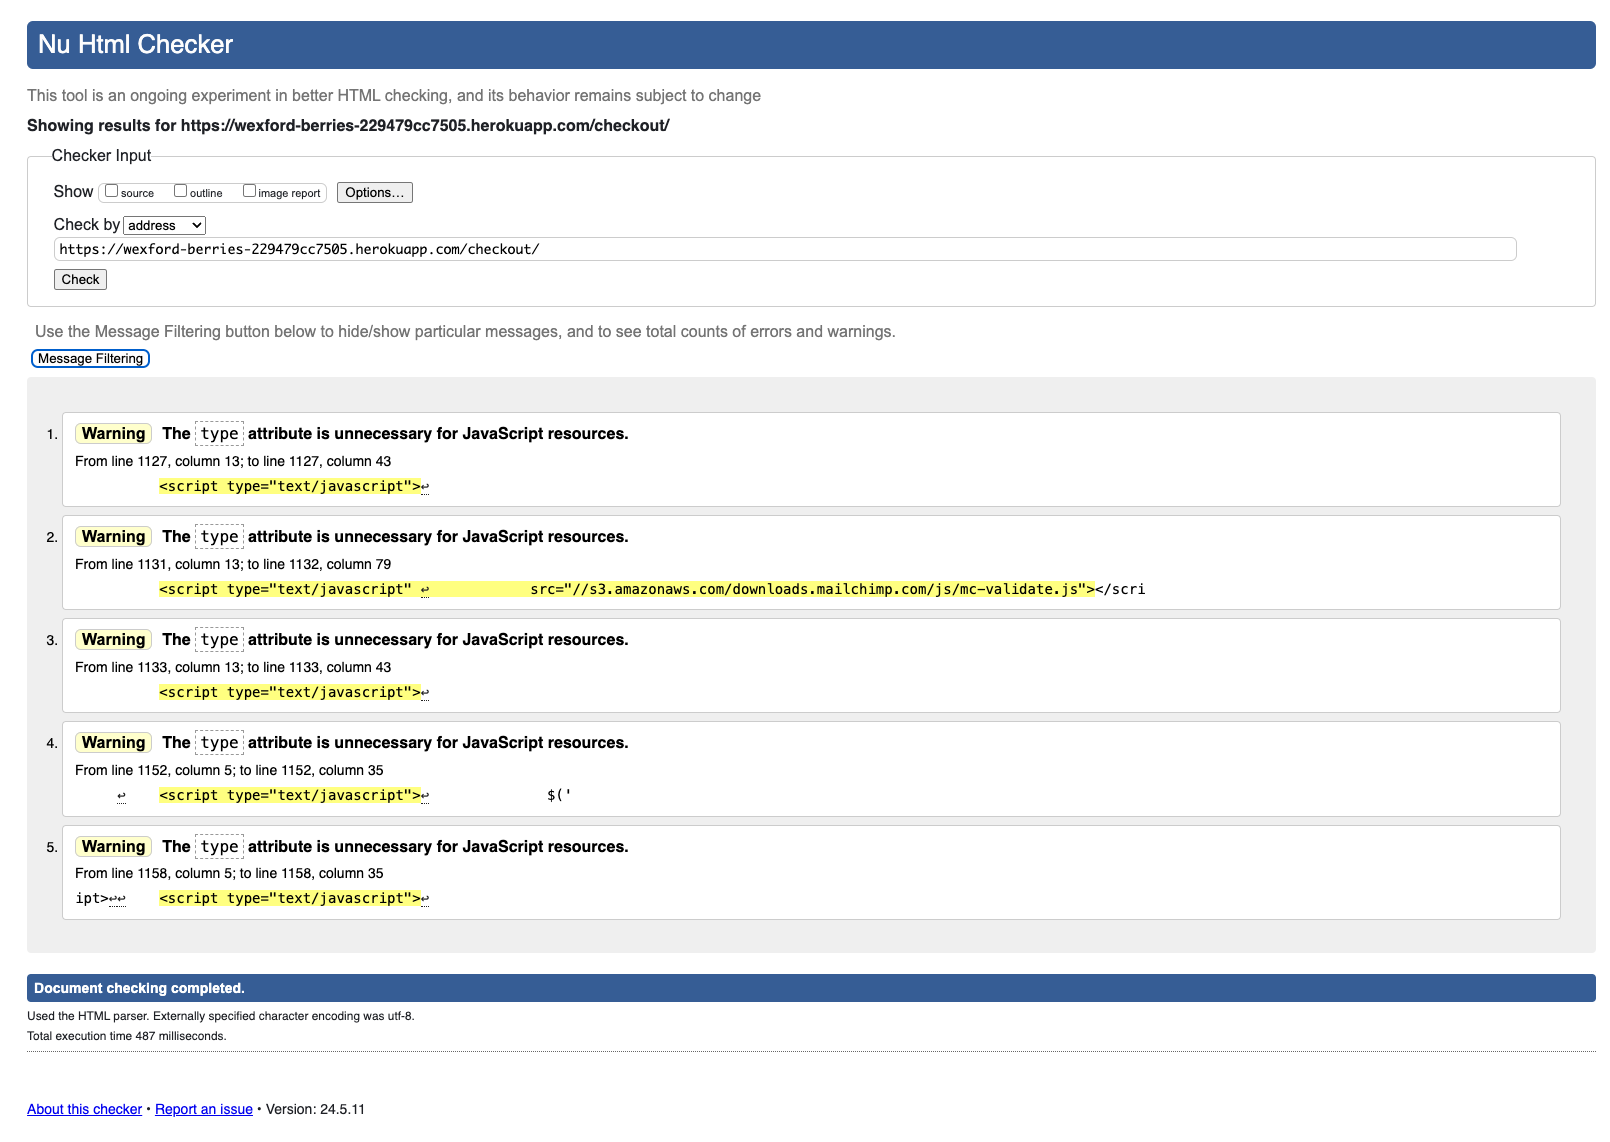 Nu Html Checker
This tool is an ongoing experiment in better HTML checking, and its behavior remains subject to change
Showing results for https://wexford-berries-229479cc7505.herokuapp.com/checkout/
Checker Input
Show source outline image report Options...
Check by address
https://wexford-berries-229479cc7505.herokuapp.com/checkout/
Check
Use the Message Filtering button below to hide/show particular messages, and to see total counts of errors and warnings.
Message Filtering
1. Warning The type attribute is unnecessary for JavaScript resources.
From line 1127, column 13; to line 1127, column 43
<script type="text/javascript">↩
2. Warning The type attribute is unnecessary for JavaScript resources.
From line 1131, column 13; to line 1132, column 79
<script type="text/javascript" ↩ src="//s3.amazonaws.com/downloads.mailchimp.com/js/mc-validate.js"></scri
3. Warning The type attribute is unnecessary for JavaScript resources.
From line 1133, column 13; to line 1133, column 43
<script type="text/javascript">↩
4. Warning The type attribute is unnecessary for JavaScript resources.
From line 1152, column 5; to line 1152, column 35
↩ <script type="text/javascript">↩ $('
5. Warning The type attribute is unnecessary for JavaScript resources.
From line 1158, column 5; to line 1158, column 35
ipt>↩↩ <script type="text/javascript">↩
Document checking completed.
Used the HTML parser. Externally specified character encoding was utf-8.
Total execution time 487 milliseconds.
About this checker • Report an issue • Version: 24.5.11